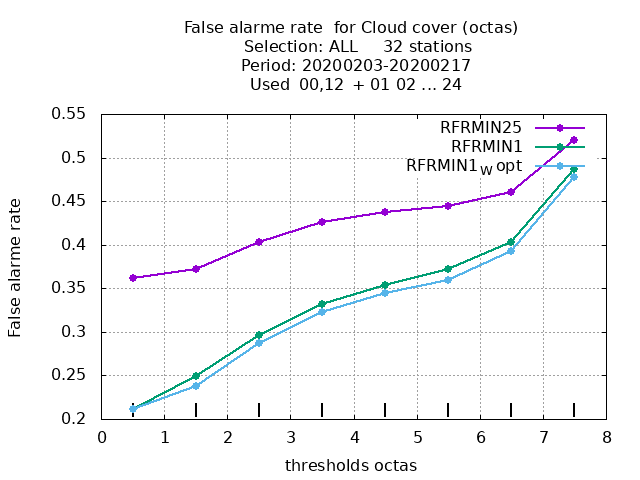 False alarme rate  for Cloud cover (octas)
Selection: ALL     32 stations
Period: 20200203-20200217
Used  00,12  + 01 02 ... 24
RFRMIN25
RFRMIN1
RFRMIN1W opt
False alarme rate
0.55
0.5
0.45
0.4
0.35
0.3
0.25
0.2
0 1 2 3 4 5 6 7 8
thresholds octas